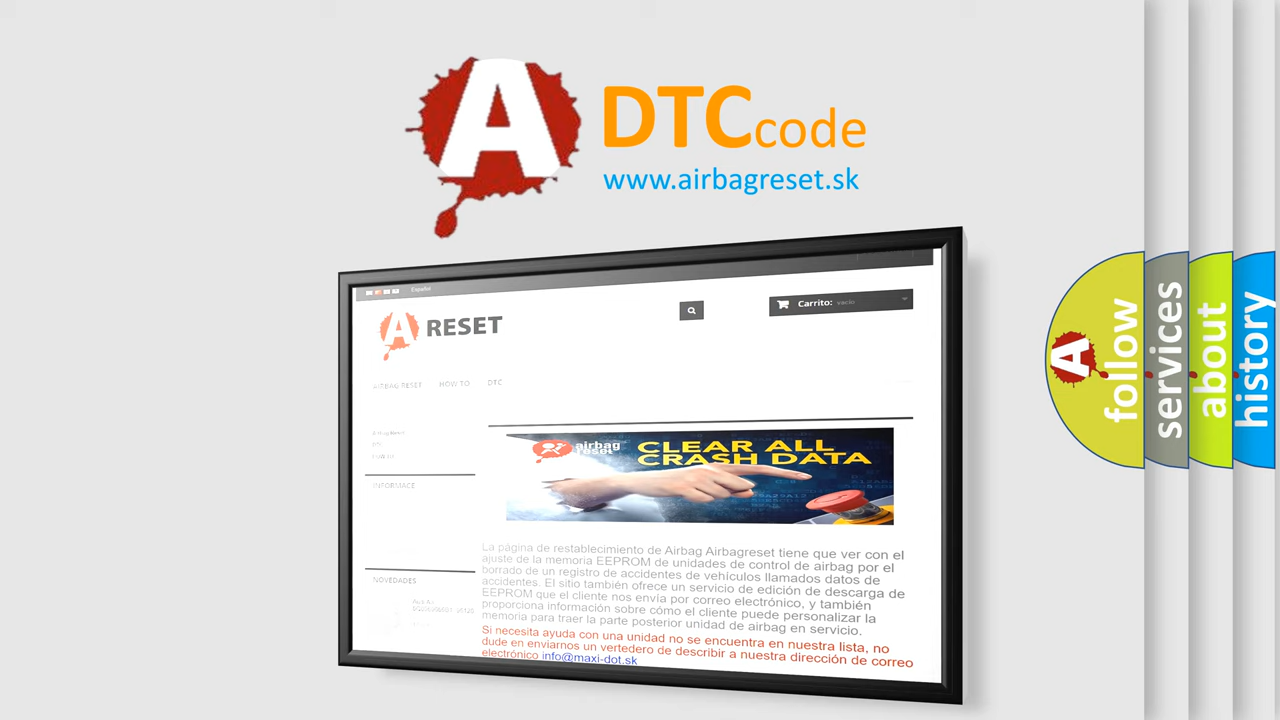 A
DTC code
www.airbagreset.sk
Español
A RESET
Carrito: vacío
AIRBAG RESET HOW TO DTC
airbag
reset
CLEAR ALL
CRASH DATA
INFORMACE
NOVEDADES
La página de restablecimiento de Airbag Airbagreset tiene que ver con el
ajuste de la memoria EEPROM de unidades de control de airbag por el
borrado de un registro de accidentes de vehículos llamados datos de
accidentes. El sitio también ofrece un servicio de edición de descarga de
EEPROM que el cliente nos envía por correo electrónico, y también
proporciona información sobre cómo el cliente puede personalizar la
memoria para traer la parte posterior unidad de airbag en servicio.
Si necesita ayuda con una unidad no se encuentra en nuestra lista, no
dude en enviarnos un vertedero de describir a nuestra dirección de correo
electrónico info@maxi-dot.sk
A
follow
services
about
history